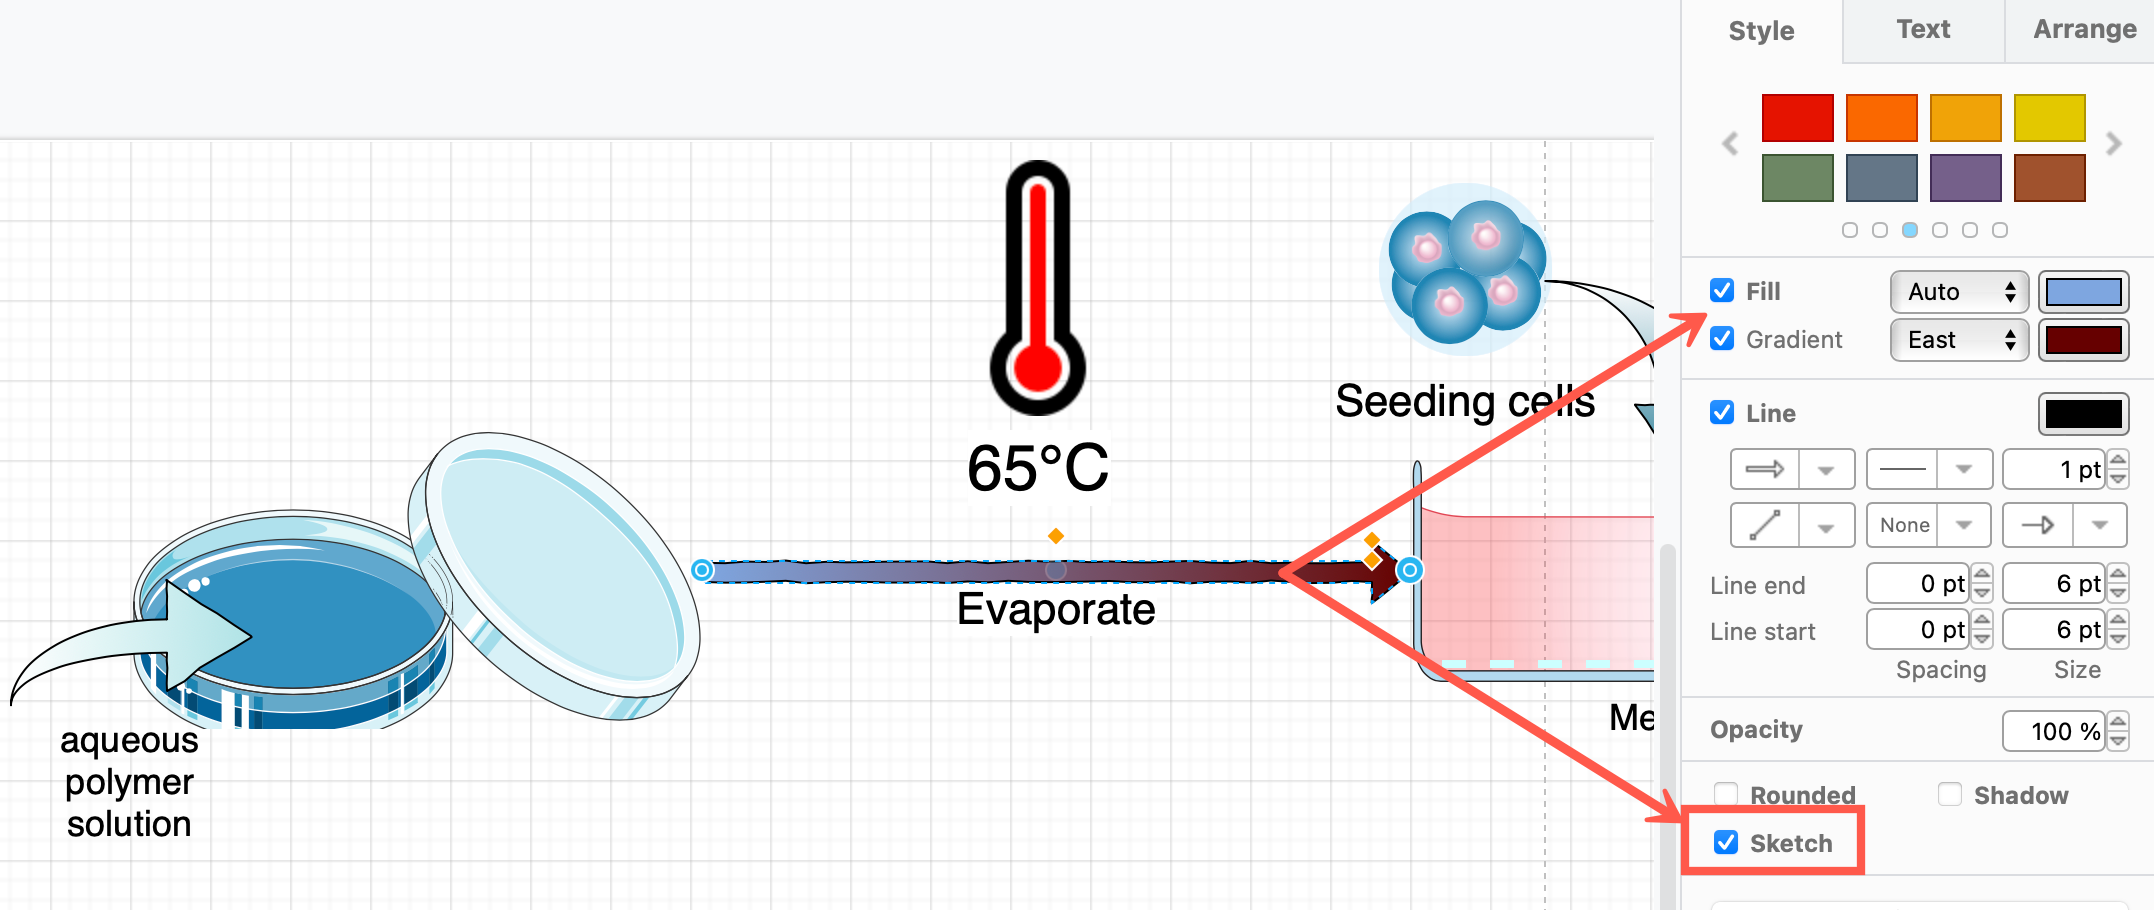 Style
Text
Arrange
Fill
Auto
Gradient
East
Line
1 pt
None
Line end
0 pt
6 pt
Line start
0 pt
6 pt
Spacing
Size
Opacity
100 %
Rounded
Shadow
Sketch
65°C
Evaporate
Seeding cells
Me
aqueous
polymer
solution